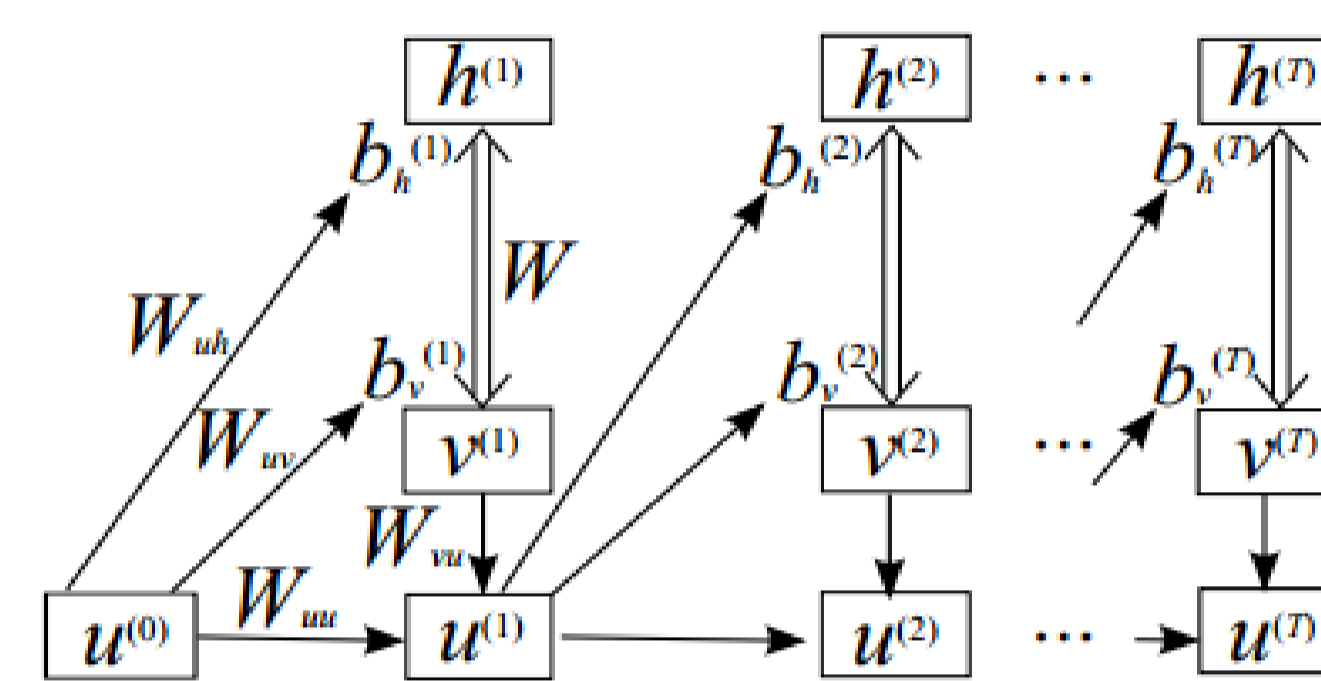 h(1) h(2) ... h(T)
bh(1) bh(2) bh(T)
W
Wuh
bv(1) bv(2) bv(T)
Wuv
v(1) v(2) ... v(T)
Wvu
Wuu
u(0) u(1) u(2) ... u(T)